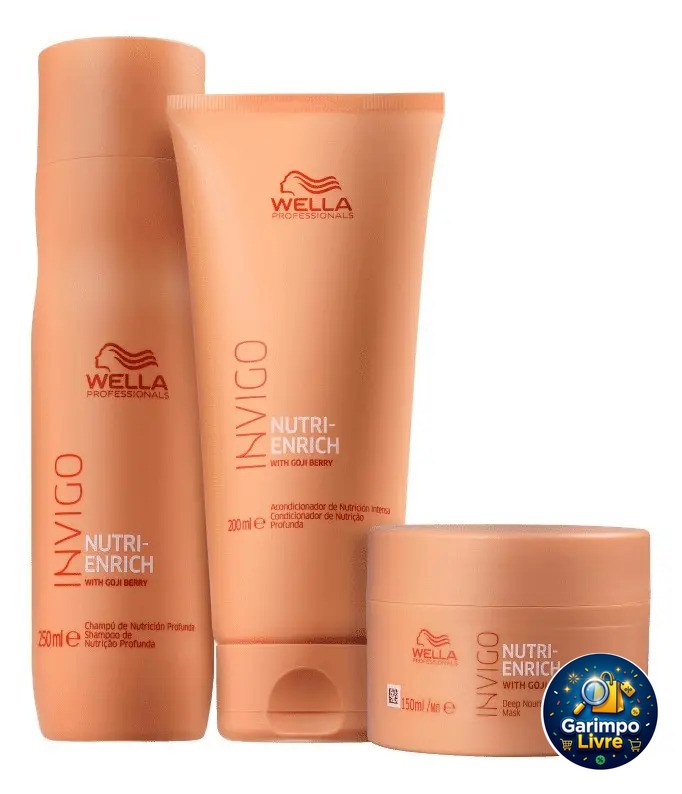 WELLA
PROFESSIONALS
INVIGO
NUTRI-
ENRICH
WITH GOJI BERRY
Champú de Nutrición Profunda
Shampoo de
Nutrição Profunda
250ml e
WELLA
PROFESSIONALS
INVIGO
NUTRI-
ENRICH
WITH GOJI BERRY
Acondicionador de Nutrición Intensa
Condicionador de Nutrição
Profunda
200ml e
WELLA
PROFESSIONALS
INVIGO
NUTRI-
ENRICH
WITH GOJI
Deep
Mask
150ml /мл e
Garimpo
Livre